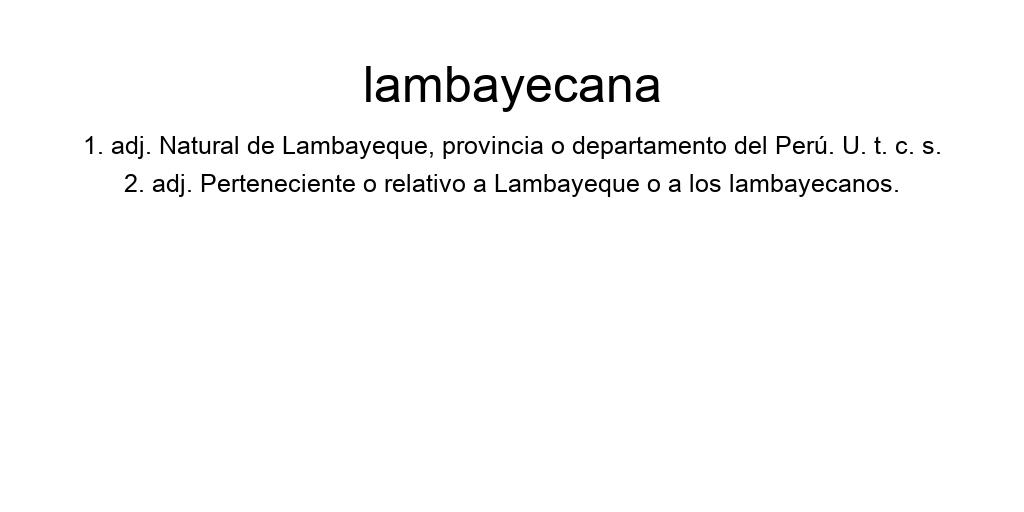 lambayecana
1. adj. Natural de Lambayeque, provincia o departamento del Perú. U. t. c. s.
2. adj. Perteneciente o relativo a Lambayeque o a los lambayecanos.